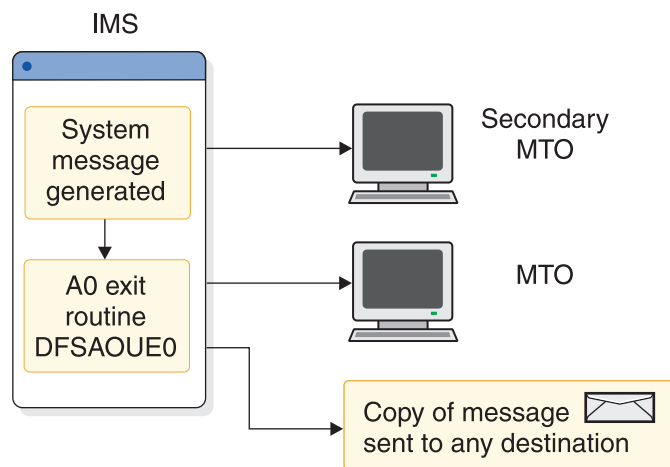 IMS
System
message
generated
A0 exit
routine
DFSAOUE0
Secondary
MTO
MTO
Copy of message
sent to any destination